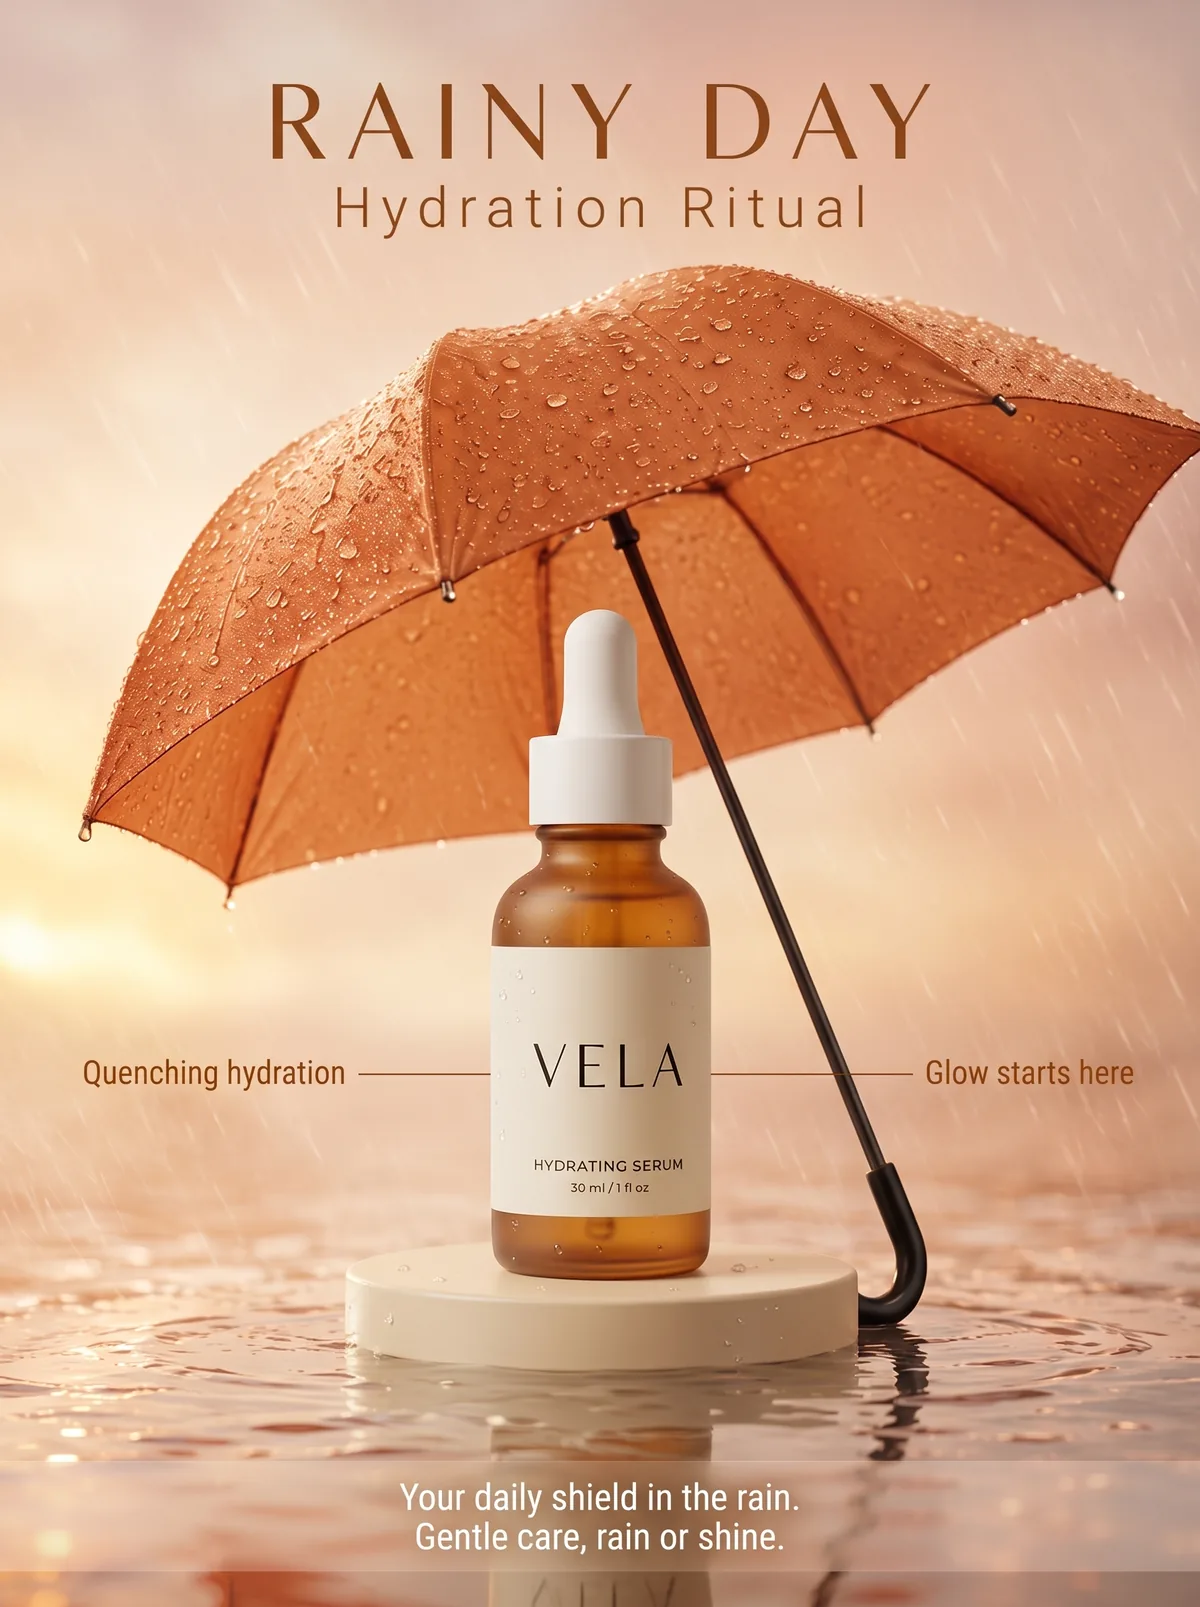 RAINY DAY
Hydration Ritual
Quenching hydration
VELA
Glow starts here
HYDRATING SERUM
30 ml / 1 fl oz
Your daily shield in the rain.
Gentle care, rain or shine.